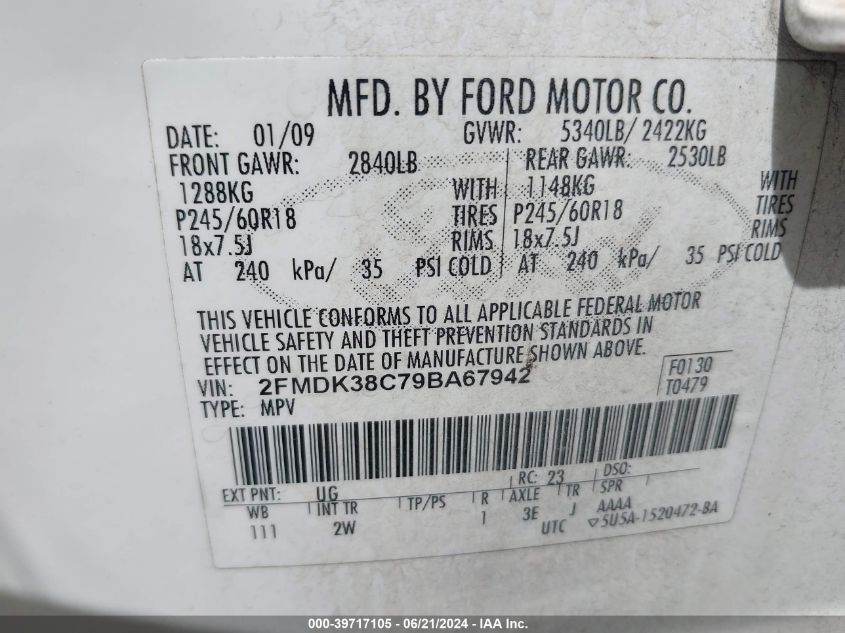 MFD. BY FORD MOTOR CO.
DATE: 01/09 GVWR: 5340LB/ 2422KG
FRONT GAWR: 2840LB REAR GAWR: 2530LB
1288KG WITH 1148KG WITH
P245/60R18 TIRES P245/60R18 TIRES
18x7.5J RIMS 18x7.5J RIMS
AT 240 kPa/ 35 PSI COLD AT 240 kPa/ 35 PSI COLD
THIS VEHICLE CONFORMS TO ALL APPLICABLE FEDERAL MOTOR
VEHICLE SAFETY AND THEFT PREVENTION STANDARDS IN
EFFECT ON THE DATE OF MANUFACTURE SHOWN ABOVE.
VIN: 2FMDK38C79BA67942 F0130
TYPE: MPV T0479
EXT PNT: UG RC: 23 DSO:
WB INT TR TP/PS R AXLE TR SPR
111 2W 1 3E J AAAA
UTC ▽5U5A-1520472-BA
000-39717105 - 06/21/2024 - IAA Inc.